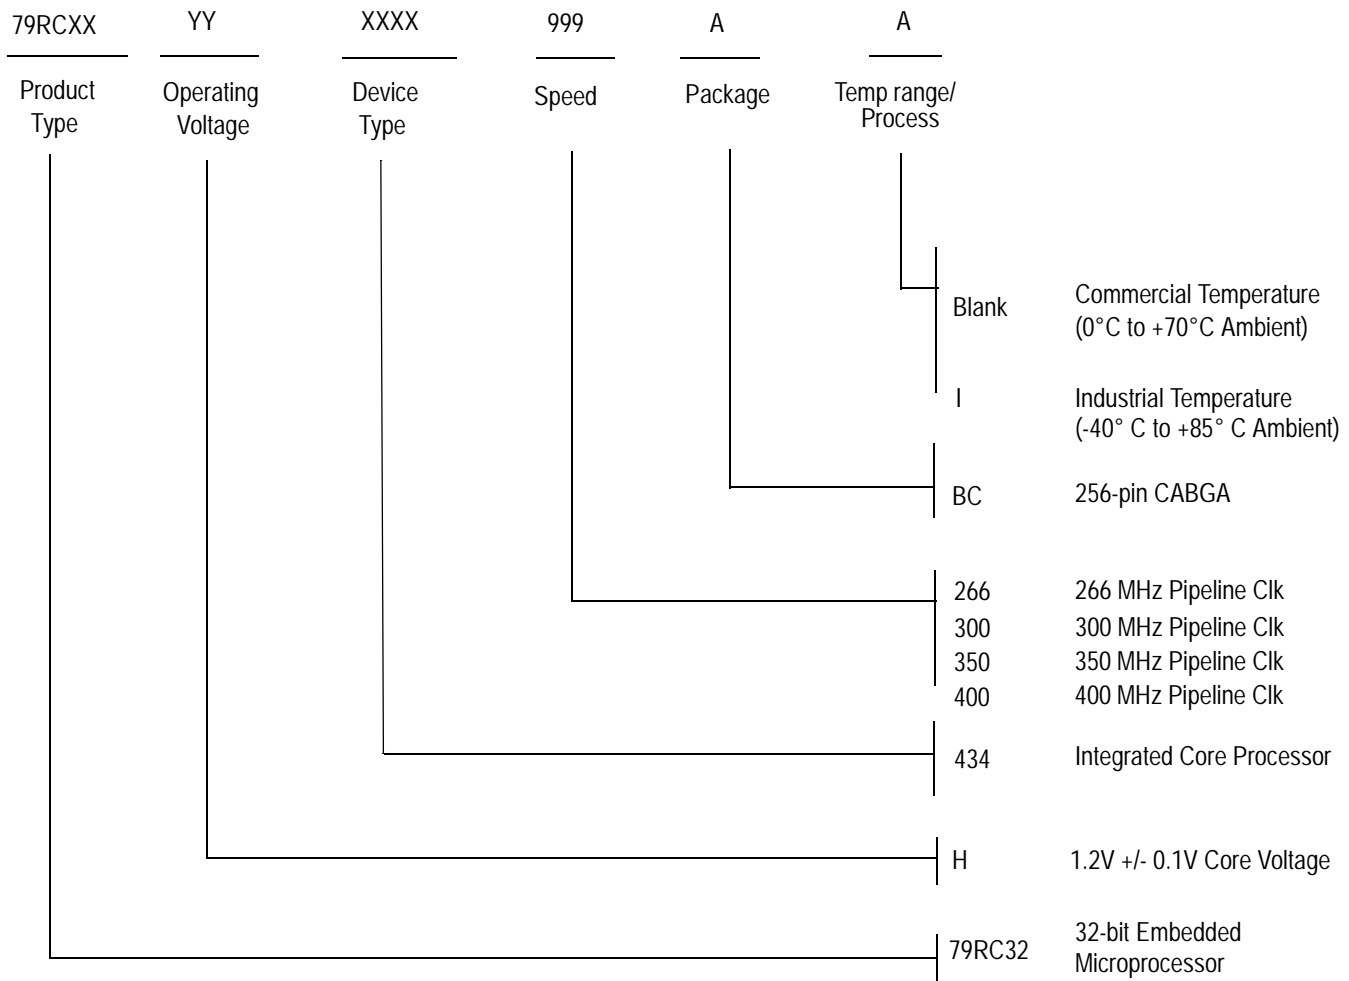 79RCXX YY XXXX 999 A A
Product Type
Operating Voltage
Device Type
Speed
Package
Temp range/
Process
Blank Commercial Temperature
(0°C to +70°C Ambient)
I Industrial Temperature
(-40° C to +85° C Ambient)
BC 256-pin CABGA
266 266 MHz Pipeline Clk
300 300 MHz Pipeline Clk
350 350 MHz Pipeline Clk
400 400 MHz Pipeline Clk
434 Integrated Core Processor
H 1.2V +/- 0.1V Core Voltage
79RC32 32-bit Embedded
Microprocessor